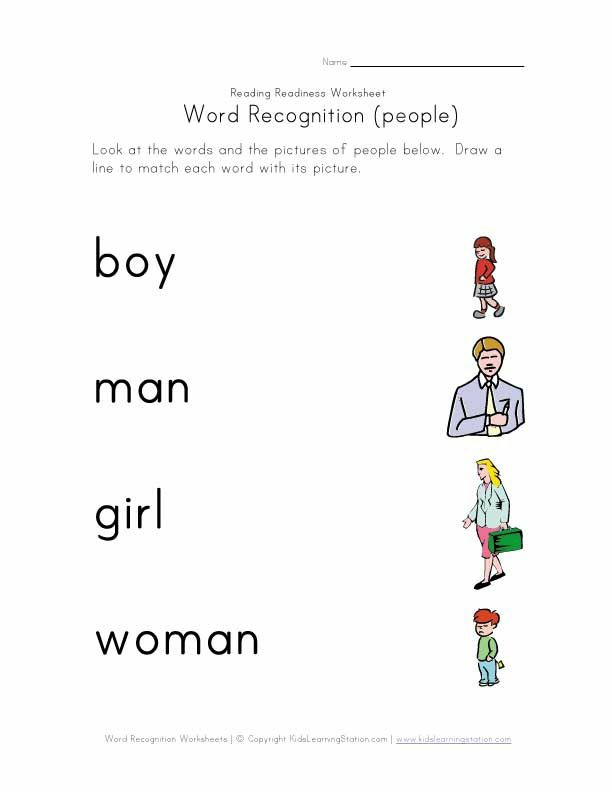 Name
Reading Readiness Worksheet
Word Recognition (people)
Look at the words and the pictures of people below. Draw a
line to match each word with its picture.
boy
man
girl
woman
Word Recognition Worksheets | © Copyright KidsLearningStation.com | www.kidslearningstation.com